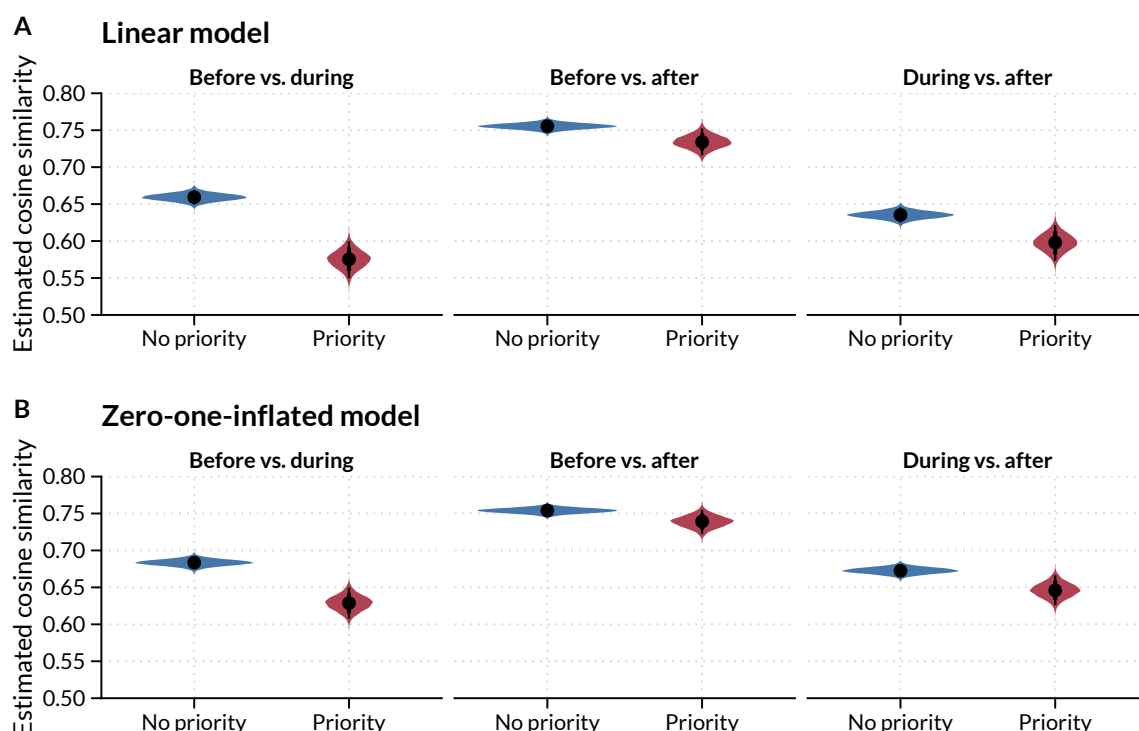 A
Linear model
Before vs. during
Before vs. after
During vs. after
Estimated cosine similarity
0.80
0.75
0.70
0.65
0.60
0.55
0.50
No priority
Priority
No priority
Priority
No priority
Priority
B
Zero-one-inflated model
Before vs. during
Before vs. after
During vs. after
Estimated cosine similarity
0.80
0.75
0.70
0.65
0.60
0.55
0.50
No priority
Priority
No priority
Priority
No priority
Priority